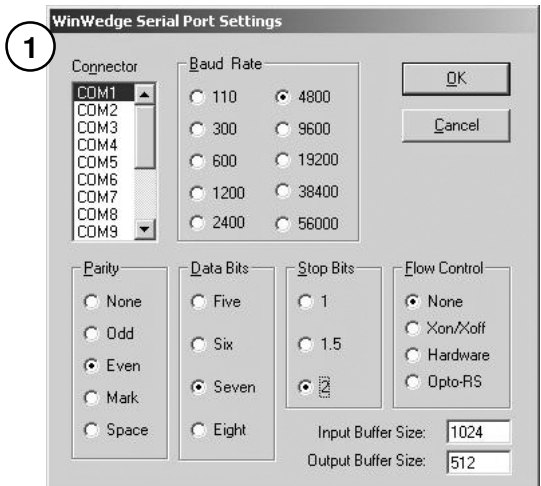 WinWedge Serial Port Settings
1
Connector
COM1
COM2
COM3
COM4
COM5
COM6
COM7
COM8
COM9
Baud Rate
110
4800
300
9600
600
19200
1200
38400
2400
56000
OK
Cancel
Parity
None
Odd
Even
Mark
Space
Data Bits
Five
Six
Seven
Eight
Stop Bits
1
1.5
2
Flow Control
None
Xon/Xoff
Hardware
Opto-RS
Input Buffer Size: 1024
Output Buffer Size: 512